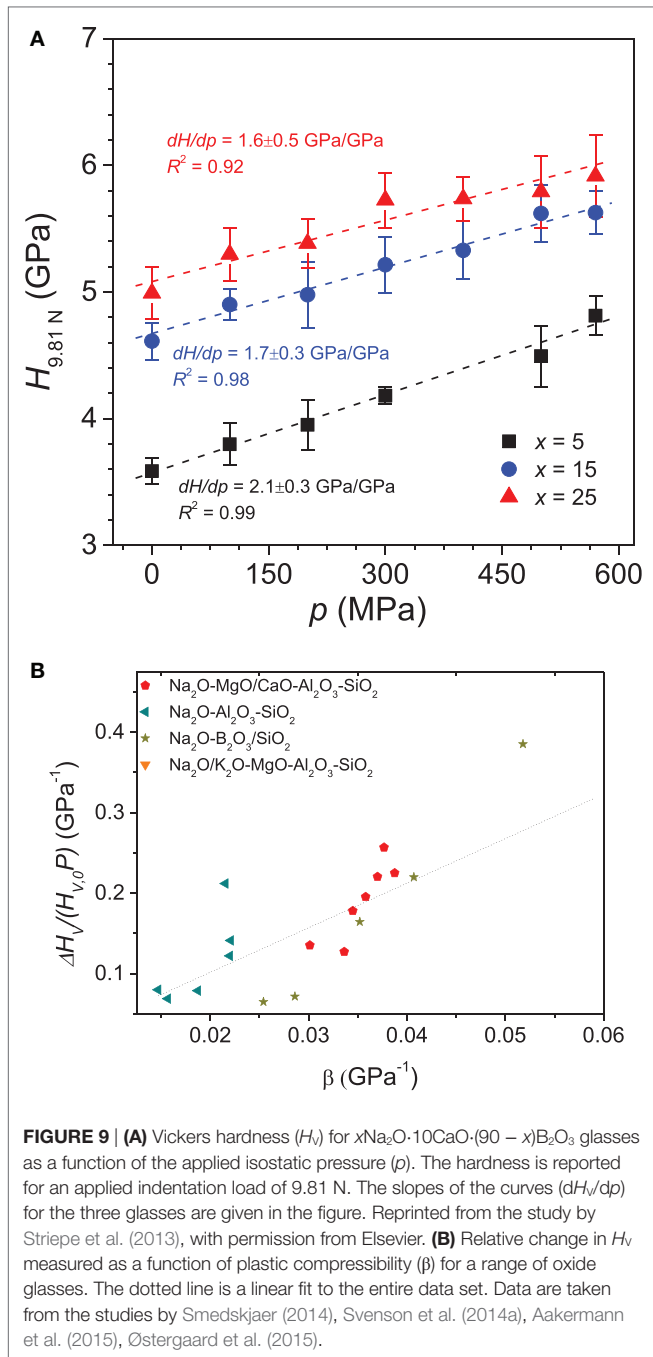 A
7
6
5
4
3
H9.81 N (GPa)
dH/dp = 1.6±0.5 GPa/GPa
R² = 0.92
dH/dp = 1.7±0.3 GPa/GPa
R² = 0.98
dH/dp = 2.1±0.3 GPa/GPa
R² = 0.99
x = 5
x = 15
x = 25
0 150 300 450 600
p (MPa)
B
Na₂O-MgO/CaO-Al₂O₃-SiO₂
Na₂O-Al₂O₃-SiO₂
Na₂O-B₂O₃/SiO₂
Na₂O/K₂O-MgO-Al₂O₃-SiO₂
0.4
0.3
0.2
0.1
ΔHV/(HV,0P) (GPa⁻¹)
0.02 0.03 0.04 0.05 0.06
β (GPa⁻¹)
FIGURE 9 | (A) Vickers hardness (HV) for xNa₂O·10CaO·(90 − x)B₂O₃ glasses
as a function of the applied isostatic pressure (p). The hardness is reported
for an applied indentation load of 9.81 N. The slopes of the curves (dHV/dp)
for the three glasses are given in the figure. Reprinted from the study by
Striepe et al. (2013), with permission from Elsevier. (B) Relative change in HV
measured as a function of plastic compressibility (β) for a range of oxide
glasses. The dotted line is a linear fit to the entire data set. Data are taken
from the studies by Smedskjaer (2014), Svenson et al. (2014a), Aakermann
et al. (2015), Østergaard et al. (2015).